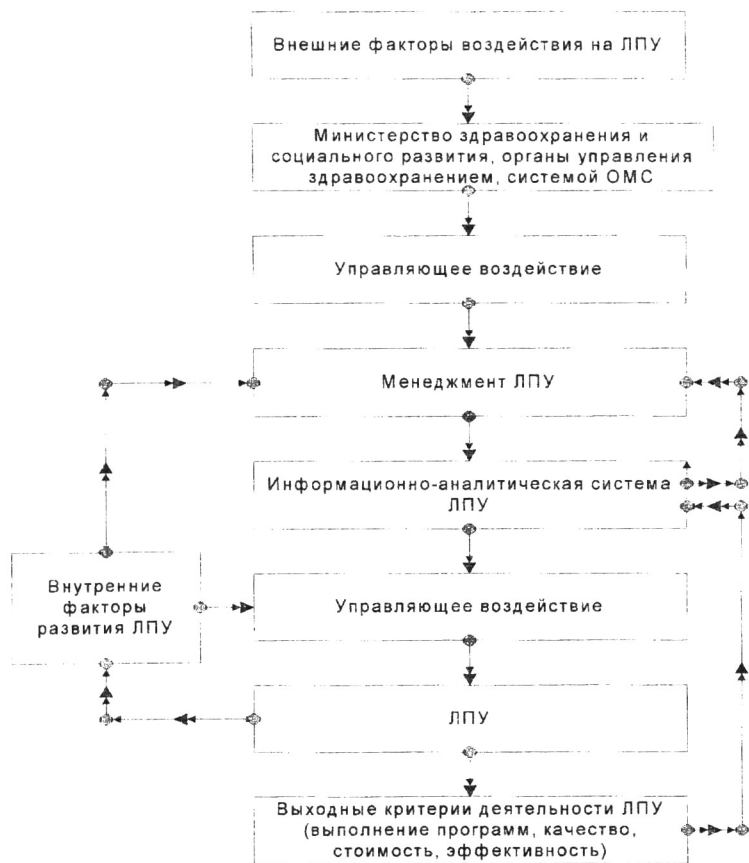 Внешние факторы воздействия на ЛПУ
Министерство здравоохранения и
социального развития, органы управления
здравоохранением, системой ОМС
Управляющее воздействие
Менеджмент ЛПУ
Информационно-аналитическая система
ЛПУ
Внутренние
факторы
развития ЛПУ
Управляющее воздействие
ЛПУ
Выходные критерии деятельности ЛПУ
(выполнение программ, качество,
стоимость, эффективность)